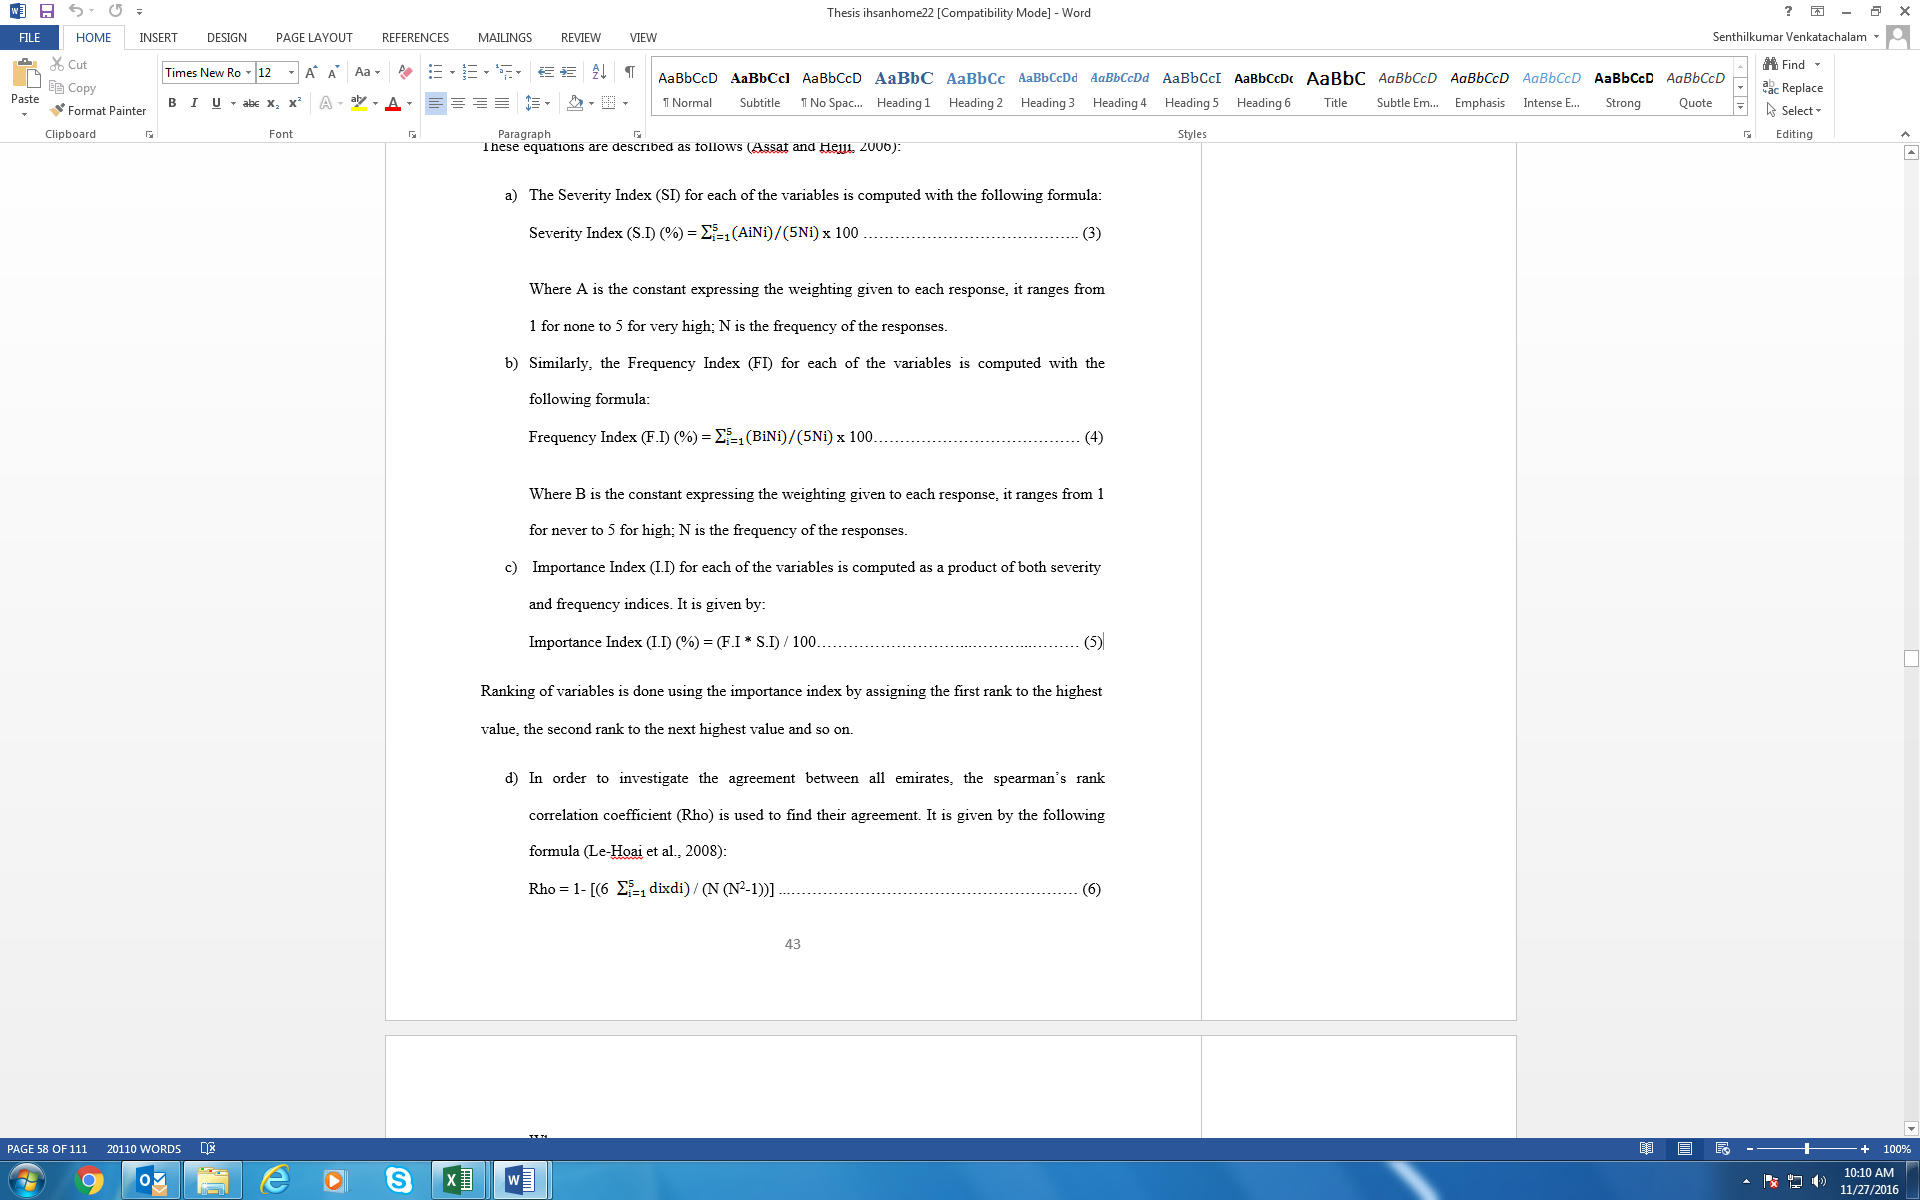 Thesis ihsanhome22 [Compatibility Mode] - Word
FILE HOME INSERT DESIGN PAGE LAYOUT REFERENCES MAILINGS REVIEW VIEW
Senthilkumar Venkatachalam
Paste
Cut
Copy
Format Painter
Clipboard
Times New Ro 12
Font
Paragraph
AaBbCcD AaBbCcI AaBbCcD AaBbC AaBbCc AaBbCcDd AaBbCcDd AaBbCcI AaBbCcDc AaBbC AaBbCcD AaBbCcD AaBbCcD AaBbCcD AaBbCcD
¶ Normal Subtitle ¶ No Spac... Heading 1 Heading 2 Heading 3 Heading 4 Heading 5 Heading 6 Title Subtle Em... Emphasis Intense E... Strong Quote
Styles
Find
Replace
Select
Editing
These equations are described as follows (Assaf and Hejji, 2006):
a) The Severity Index (SI) for each of the variables is computed with the following formula:
Severity Index (S.I) (%) = ∑⁵ᵢ₌₁(AiNi)/(5Ni) x 100 ………………………………….. (3)
Where A is the constant expressing the weighting given to each response, it ranges from
1 for none to 5 for very high; N is the frequency of the responses.
b) Similarly, the Frequency Index (FI) for each of the variables is computed with the
following formula:
Frequency Index (F.I) (%) = ∑⁵ᵢ₌₁(BiNi)/(5Ni) x 100………………………………… (4)
Where B is the constant expressing the weighting given to each response, it ranges from 1
for never to 5 for high; N is the frequency of the responses.
c) Importance Index (I.I) for each of the variables is computed as a product of both severity
and frequency indices. It is given by:
Importance Index (I.I) (%) = (F.I * S.I) / 100………………………...………...……… (5)
Ranking of variables is done using the importance index by assigning the first rank to the highest
value, the second rank to the next highest value and so on.
d) In order to investigate the agreement between all emirates, the spearman’s rank
correlation coefficient (Rho) is used to find their agreement. It is given by the following
formula (Le-Hoai et al., 2008):
Rho = 1- [(6 ∑⁵ᵢ₌₁ dixdi) / (N (N²-1))] ...……………………………………………… (6)
43
PAGE 58 OF 111 20110 WORDS
100%
10:10 AM
11/27/2016